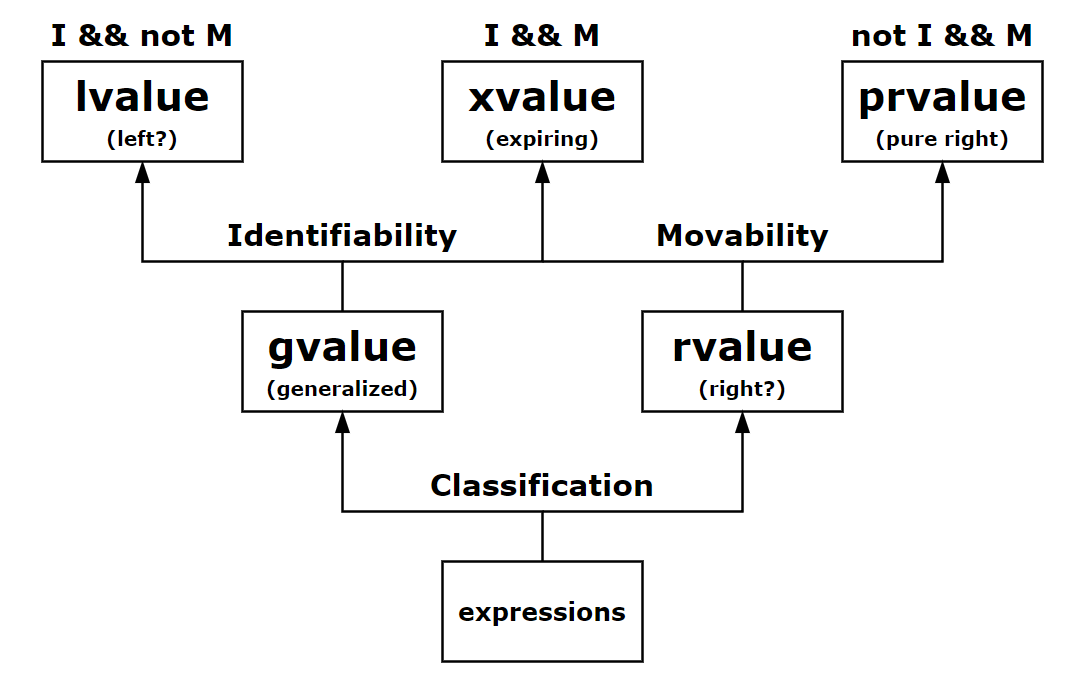 I && not M
I && M
not I && M
lvalue
(left?)
xvalue
(expiring)
prvalue
(pure right)
Identifiability
Movability
gvalue
(generalized)
rvalue
(right?)
Classification
expressions